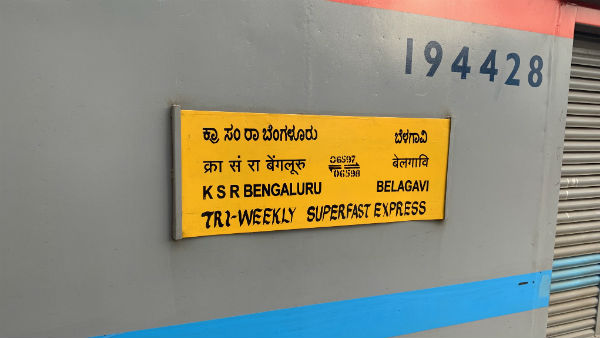 194428
ಕ್ರಾ ಸಂ ರಾ ಬೆಂಗಳೂರು ಬೆಳಗಾವಿ
क्रा सं रा बेंगलूरु 06597 बेलगावि
06598
K S R BENGALURU BELAGAVI
TRI-WEEKLY SUPERFAST EXPRESS